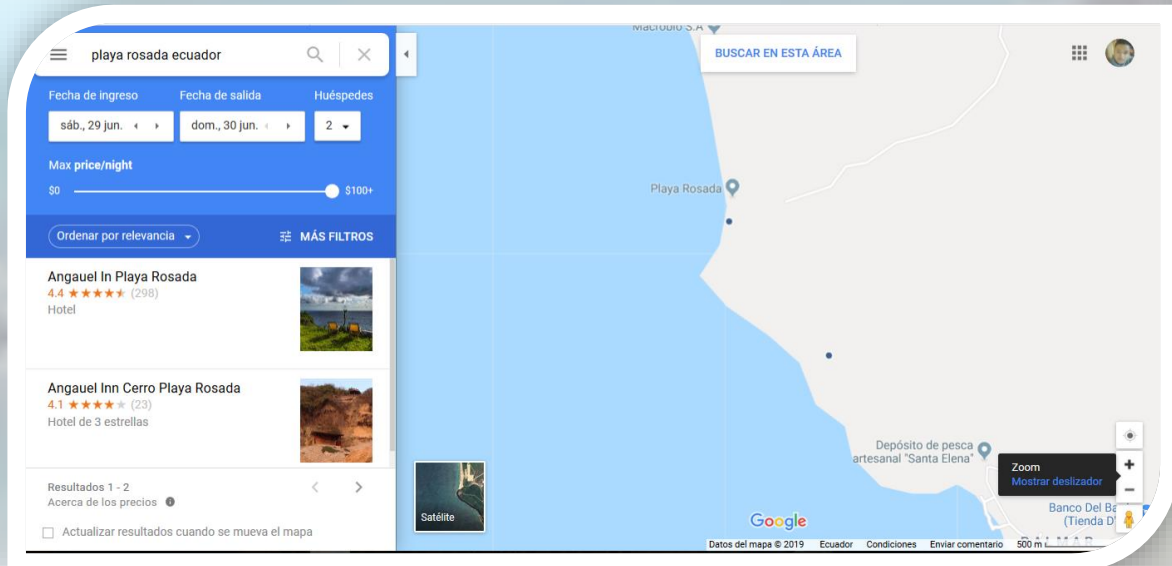 playa rosada ecuador
Fecha de ingreso Fecha de salida Huéspedes
sáb., 29 jun. dom., 30 jun. 2
Max price/night
$0 $100+
Ordenar por relevancia MÁS FILTROS
Angauel In Playa Rosada
4.4 (298)
Hotel
Angauel Inn Cerro Playa Rosada
4.1 (23)
Hotel de 3 estrellas
Resultados 1 - 2
Acerca de los precios
Actualizar resultados cuando se mueva el mapa
Macrobio S.A
BUSCAR EN ESTA ÁREA
Playa Rosada
Depósito de pesca
artesanal "Santa Elena"
Zoom
Mostrar deslizador
Banco Del
(Tienda
Satélite
Google
PALMAR
Datos del mapa © 2019 Ecuador Condiciones Enviar comentario 500 m